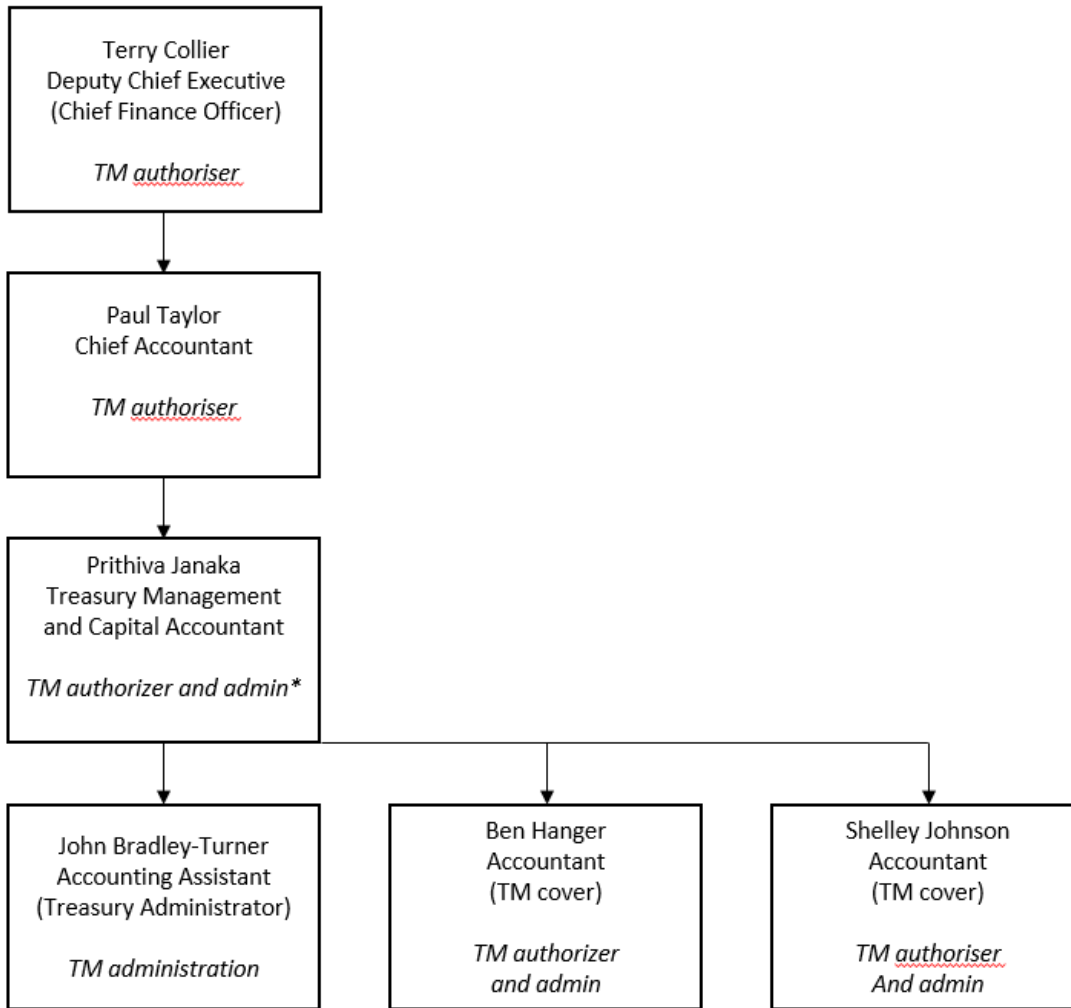 Terry Collier
Deputy Chief Executive
(Chief Finance Officer)
TM authoriser
Paul Taylor
Chief Accountant
TM authoriser
Prithiva Janaka
Treasury Management
and Capital Accountant
TM authorizer and admin*
John Bradley-Turner
Accounting Assistant
(Treasury Administrator)
TM administration
Ben Hanger
Accountant
(TM cover)
TM authorizer
and admin
Shelley Johnson
Accountant
(TM cover)
TM authoriser
And admin